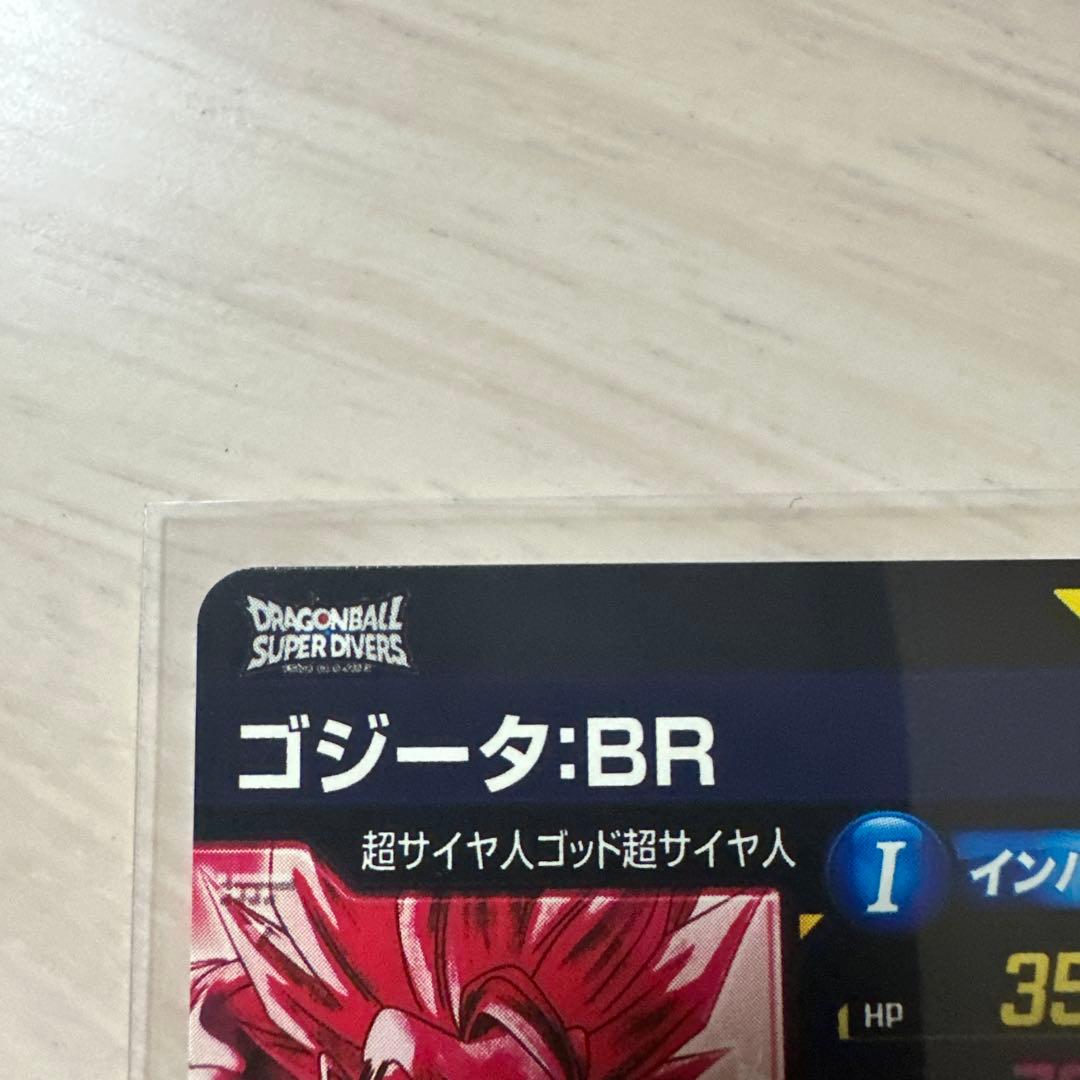 DRAGONBALL
SUPER DIVERS
ゴジータ:BR
超サイヤ人ゴッド超サイヤ人
I
HP 35